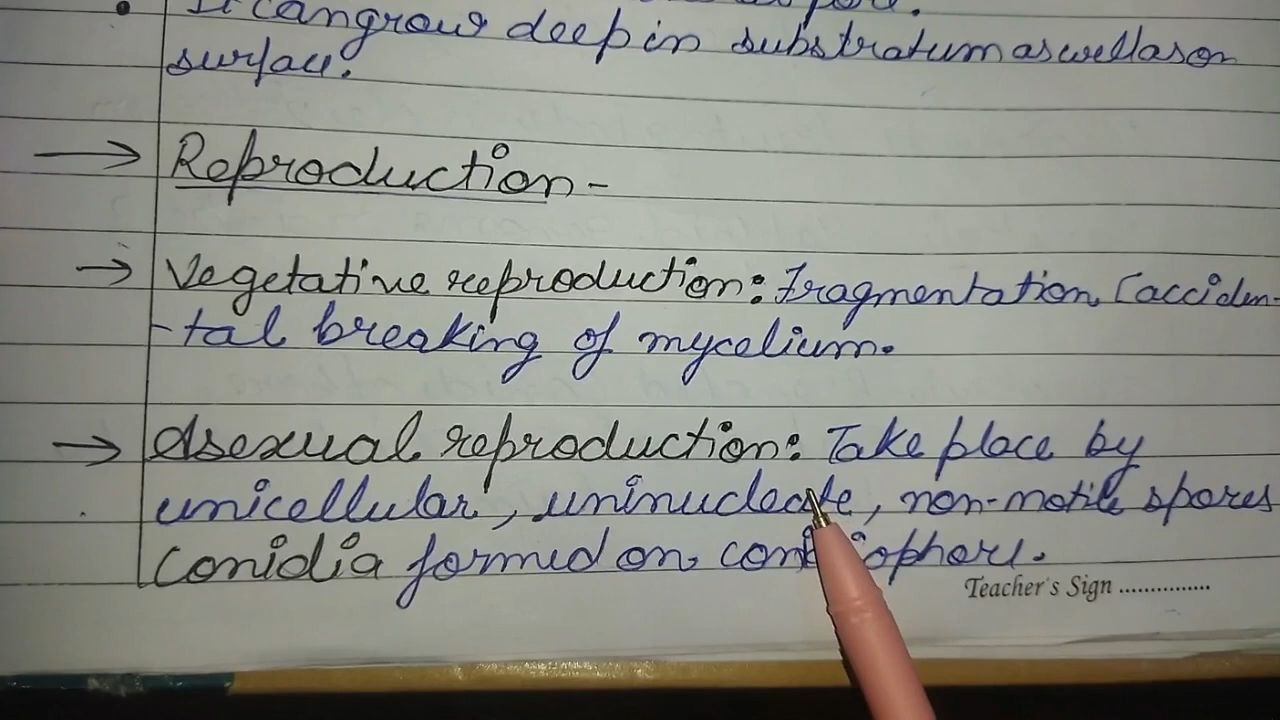 It can grow deep in substratum as well as on
surface.
→ Reproduction -
→ Vegetative reproduction: Fragmentation (acciden-
-tal breaking of mycelium.
→ Asexual reproduction: Take place by
unicellular, uninucleate, non-motile spores
conidia formed on conidiophore.
Teacher's Sign ...............